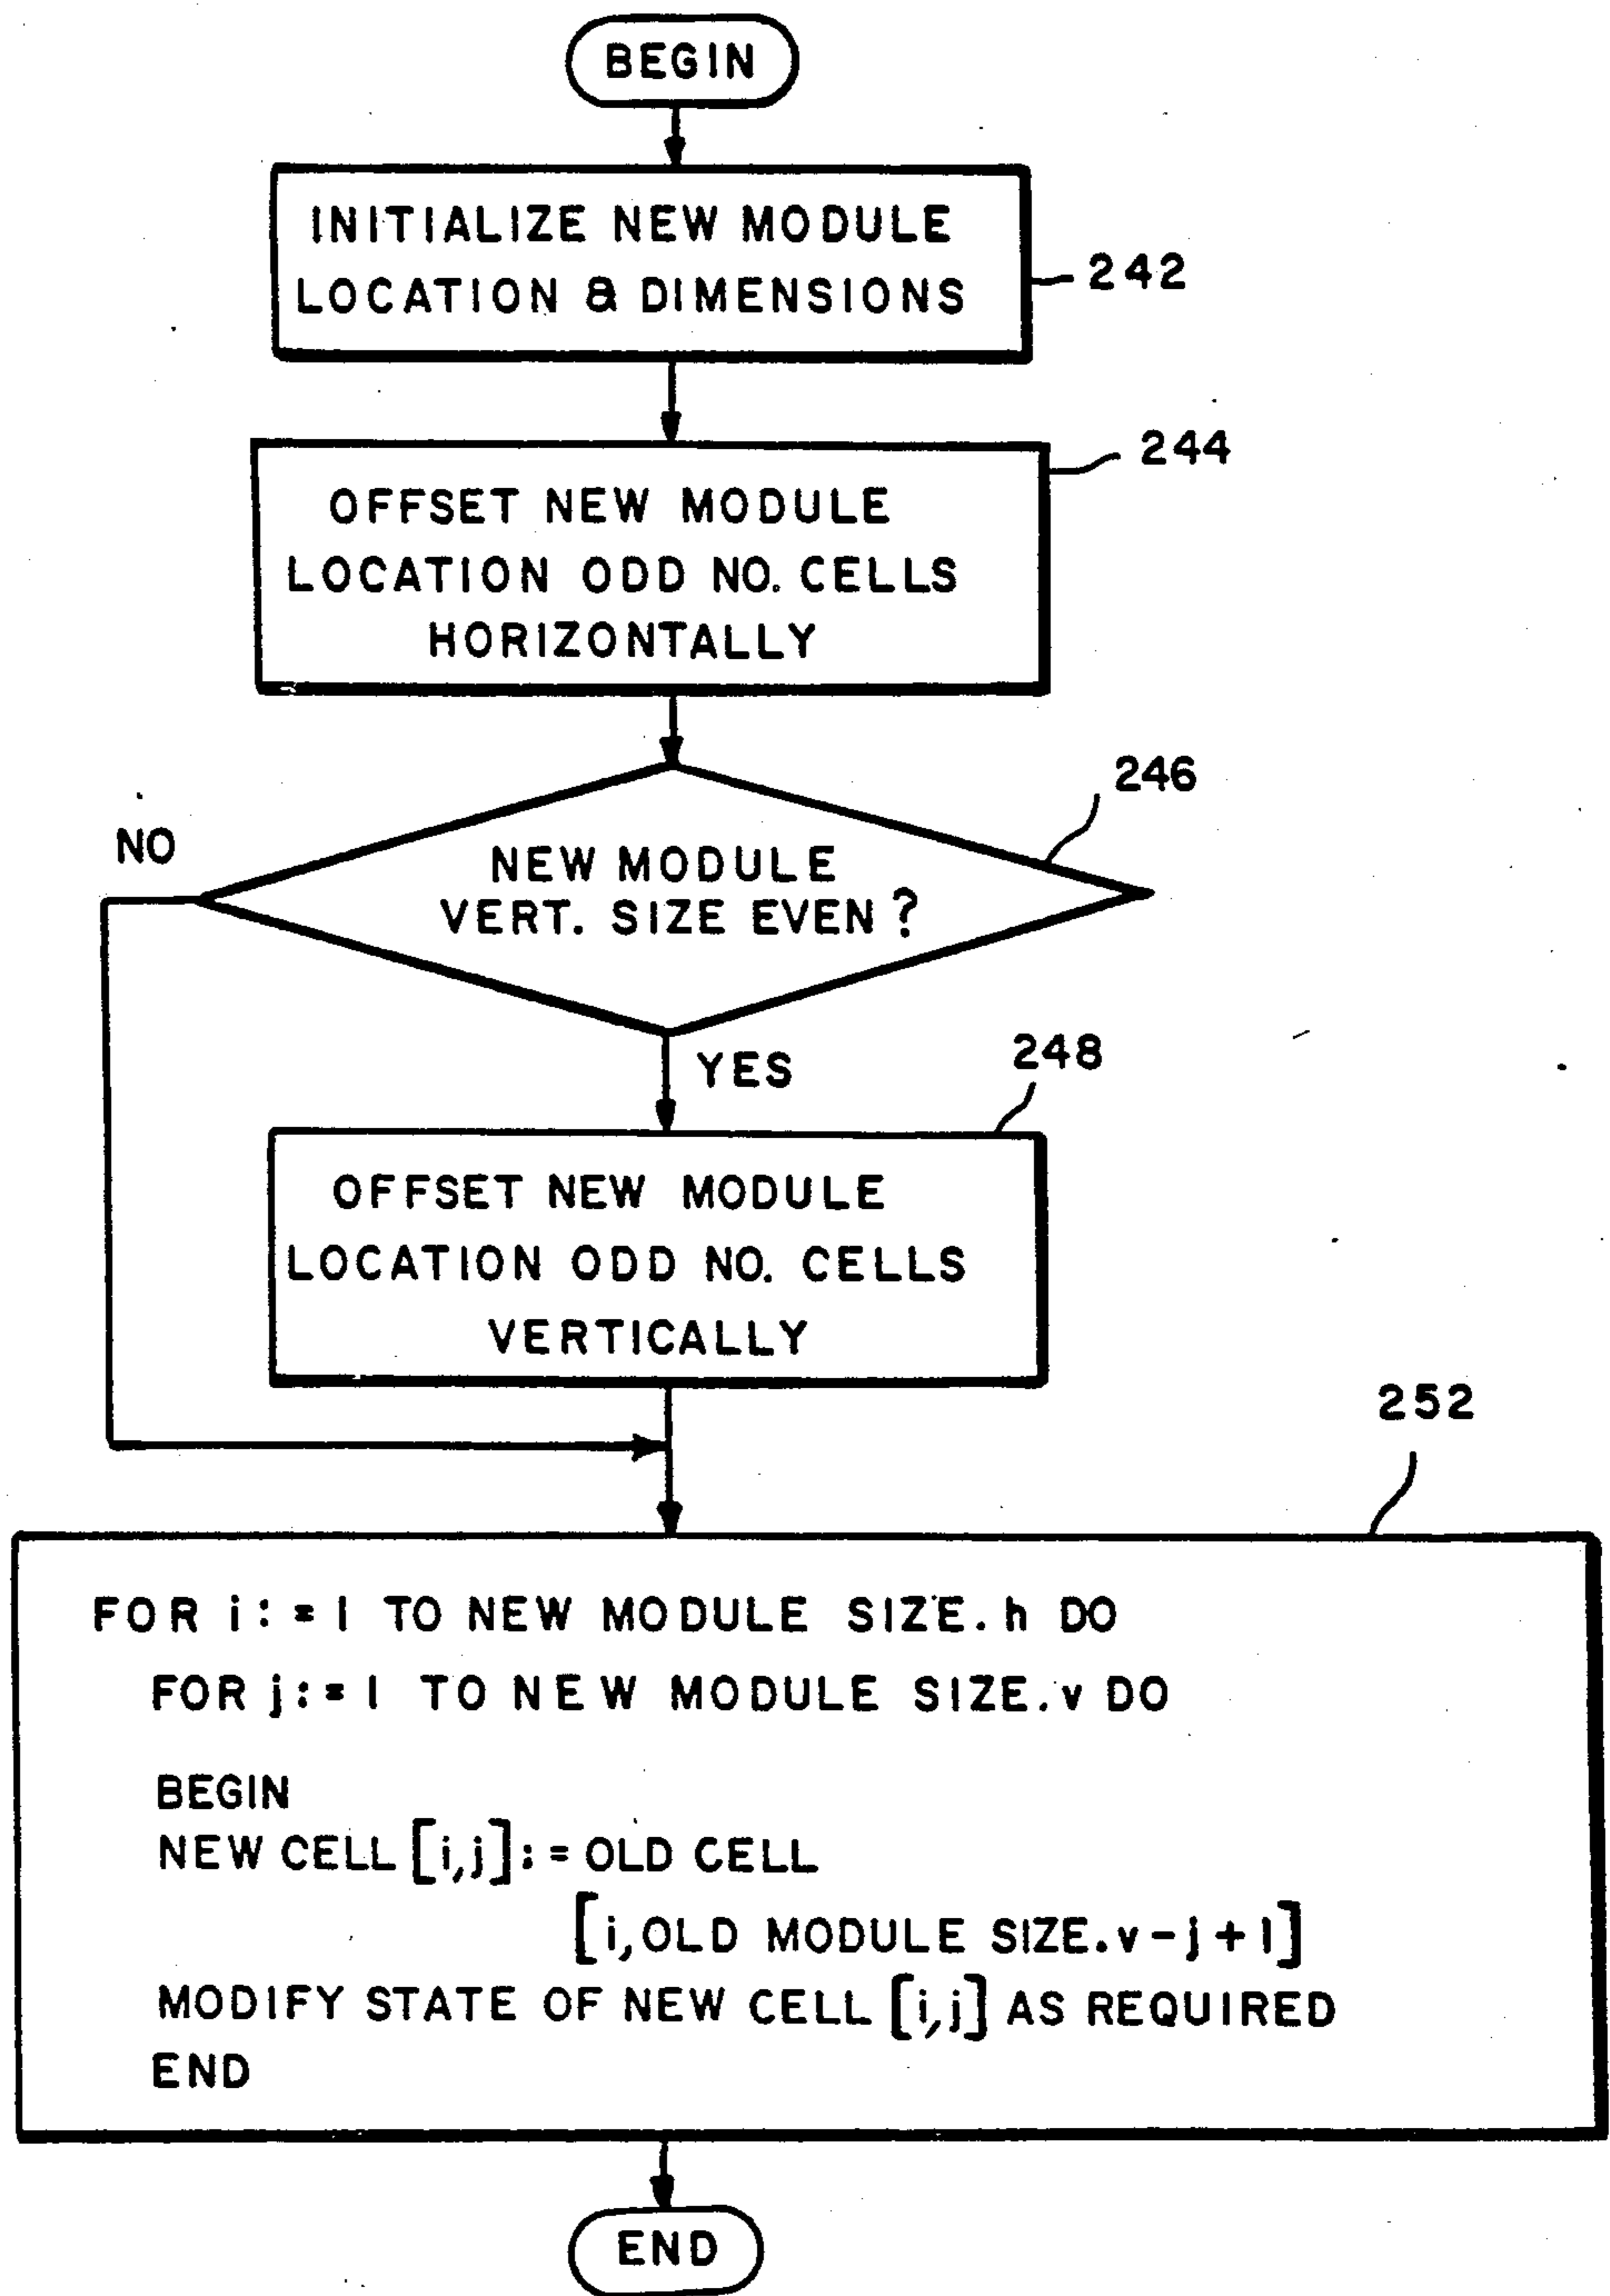 BEGIN
INITIALIZE NEW MODULE
LOCATION & DIMENSIONS
242
244
OFFSET NEW MODULE
LOCATION ODD NO. CELLS
HORIZONTALLY
246
NO
NEW MODULE
VERT. SIZE EVEN ?
YES
248
OFFSET NEW MODULE
LOCATION ODD NO. CELLS
VERTICALLY
252
FOR i := 1 TO NEW MODULE SIZE.h DO
FOR j := 1 TO NEW MODULE SIZE.v DO
BEGIN
NEW CELL [i,j] := OLD CELL
[i, OLD MODULE SIZE.v - j + 1]
MODIFY STATE OF NEW CELL [i,j] AS REQUIRED
END
END